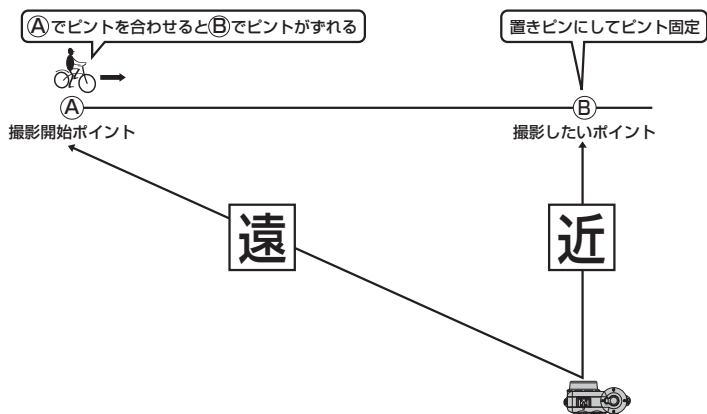 Ⓐでピントを合わせるとⒷでピントがずれる
置きピンにしてピント固定
Ⓐ
Ⓑ
撮影開始ポイント
撮影したいポイント
遠
近